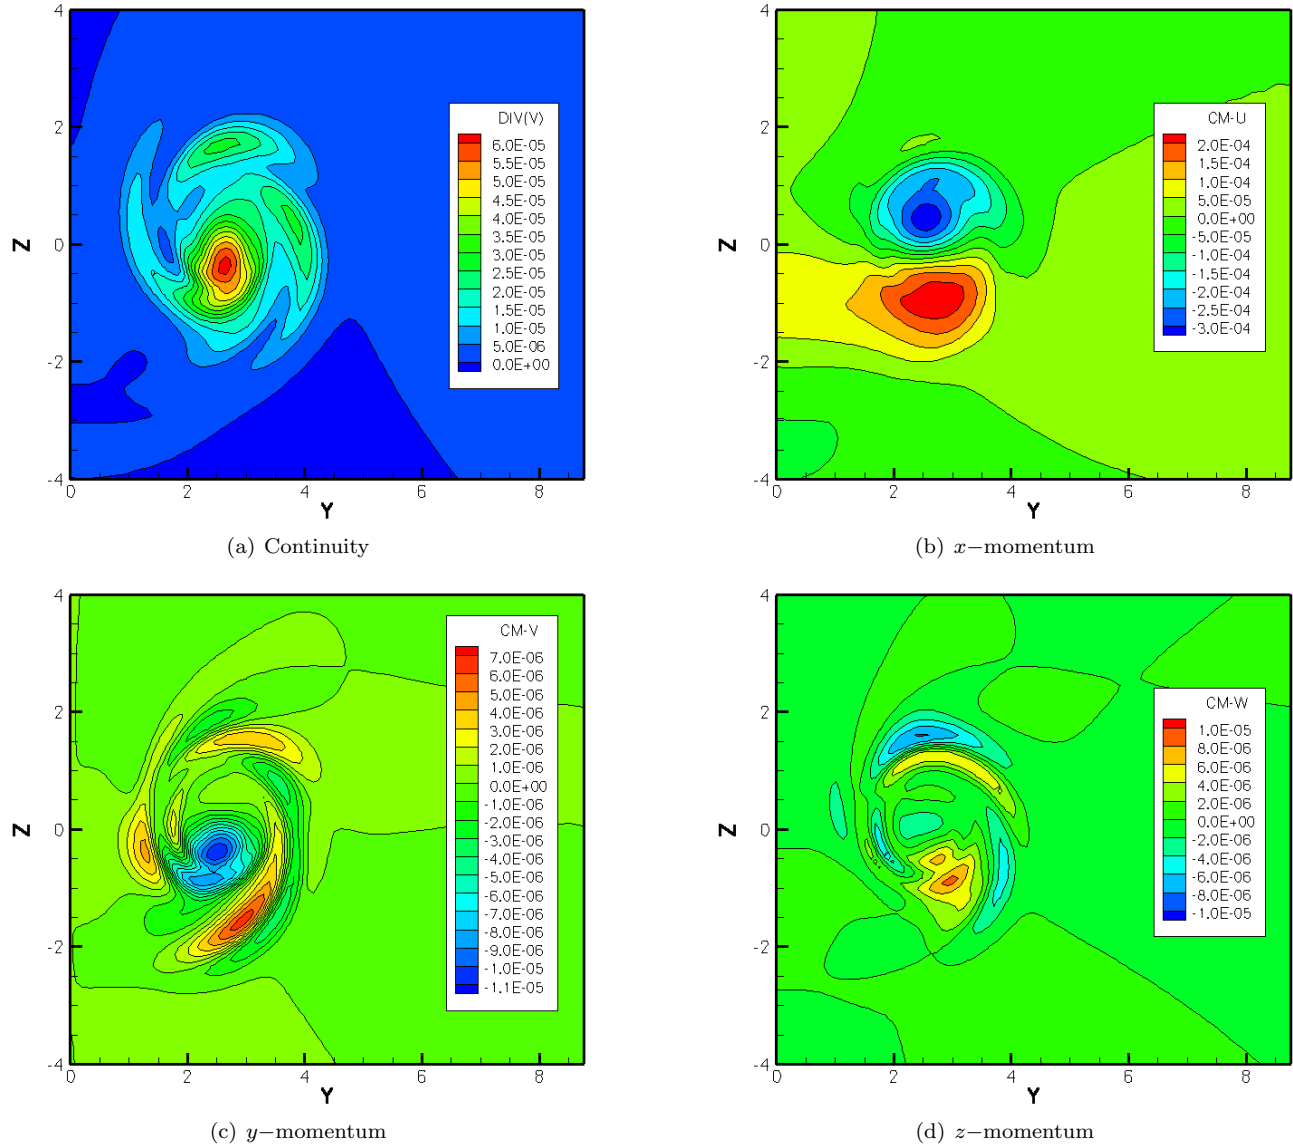 4
2
0
-2
-4
Z
0
2
4
6
8
Y
DIV(V)
6.0E-05
5.5E-05
5.0E-05
4.5E-05
4.0E-05
3.5E-05
2.5E-05
2.0E-05
1.5E-05
1.0E-05
5.0E-06
0.0E+00
(a) Continuity
4
2
0
-2
-4
Z
0
2
4
6
8
Y
CM-U
2.0E-04
1.5E-04
1.0E-04
5.0E-05
0.0E+00
-5.0E-05
-1.0E-04
-1.5E-04
-2.5E-04
-2.5E-04
-3.0E-04
(b) x−momentum
4
2
0
-2
-4
Z
0
2
4
6
8
Y
CM-V
7.0E-06
6.0E-06
5.0E-06
4.0E-06
3.0E-06
2.0E-06
1.0E-06
0.0E+00
-1.0E-06
-2.0E-06
-3.0E-06
-5.0E-06
-6.0E-06
-7.0E-06
-8.0E-06
-9.0E-06
-1.0E-05
-1.1E-05
(c) y−momentum
4
2
0
-2
-4
Z
0
2
4
6
8
Y
CM-W
1.0E-05
8.0E-06
6.0E-06
4.0E-06
2.0E-06
0.0E+00
-2.0E-06
-4.0E-06
-6.0E-06
-8.0E-06
-1.0E-05
(d) z−momentum